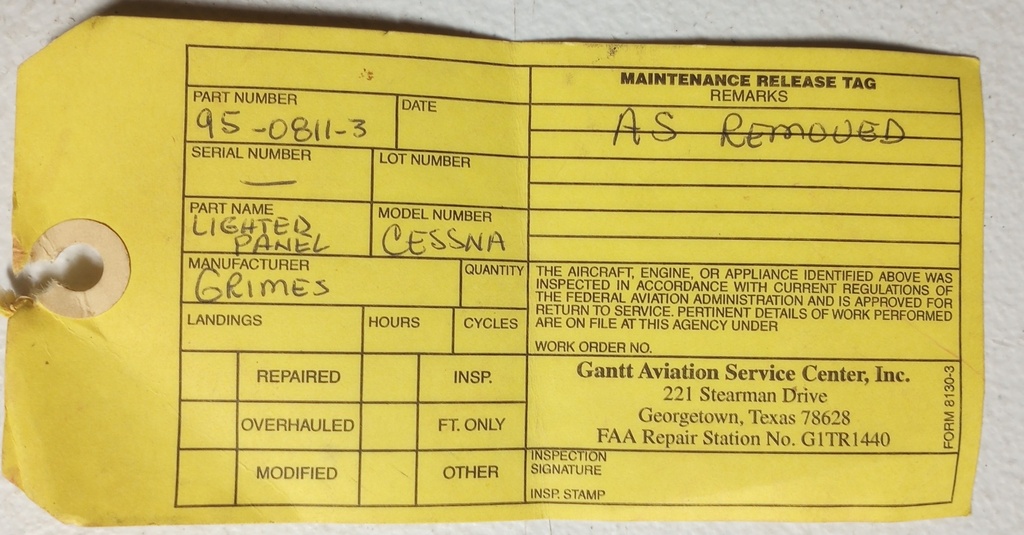 MAINTENANCE RELEASE TAG
REMARKS
AS REMOVED
PART NUMBER
95-0811-3
DATE
SERIAL NUMBER
—
LOT NUMBER
PART NAME
LIGHTED
PANEL
MODEL NUMBER
CESSNA
MANUFACTURER
GRIMES
QUANTITY
LANDINGS
HOURS
CYCLES
REPAIRED
INSP.
OVERHAULED
FT. ONLY
MODIFIED
OTHER
THE AIRCRAFT, ENGINE, OR APPLIANCE IDENTIFIED ABOVE WAS
INSPECTED IN ACCORDANCE WITH CURRENT REGULATIONS OF
THE FEDERAL AVIATION ADMINISTRATION AND IS APPROVED FOR
RETURN TO SERVICE. PERTINENT DETAILS OF WORK PERFORMED
ARE ON FILE AT THIS AGENCY UNDER
WORK ORDER NO.
Gantt Aviation Service Center, Inc.
221 Stearman Drive
Georgetown, Texas 78628
FAA Repair Station No. G1TR1440
FORM 8130-3
INSPECTION
SIGNATURE
INSP. STAMP